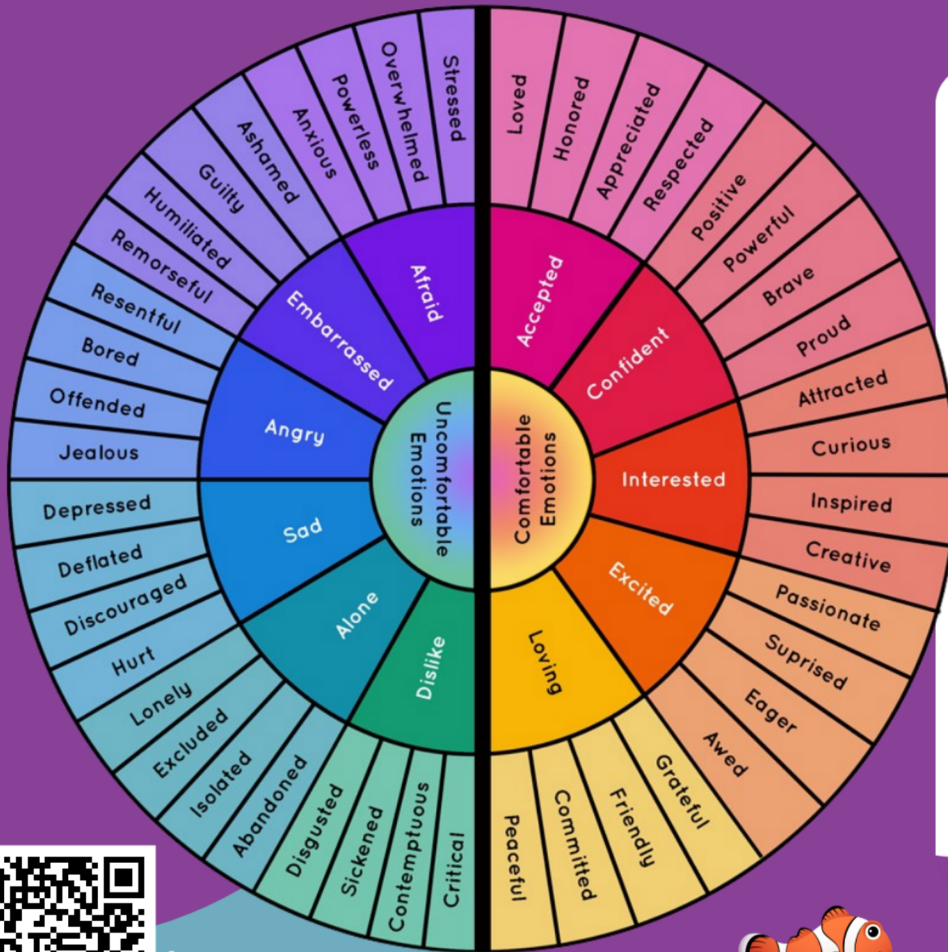 Uncomfortable
Emotions
Comfortable
Emotions
Afraid
Embarrassed
Angry
Sad
Alone
Dislike
Accepted
Confident
Interested
Excited
Loving
Stressed
Overwhelmed
Powerless
Anxious
Ashamed
Guilty
Humiliated
Remorseful
Resentful
Bored
Offended
Jealous
Depressed
Deflated
Discouraged
Hurt
Lonely
Excluded
Isolated
Abandoned
Disgusted
Sickened
Contemptuous
Critical
Loved
Honored
Appreciated
Respected
Positive
Powerful
Brave
Proud
Attracted
Curious
Inspired
Creative
Passionate
Suprised
Eager
Awed
Grateful
Friendly
Committed
Peaceful